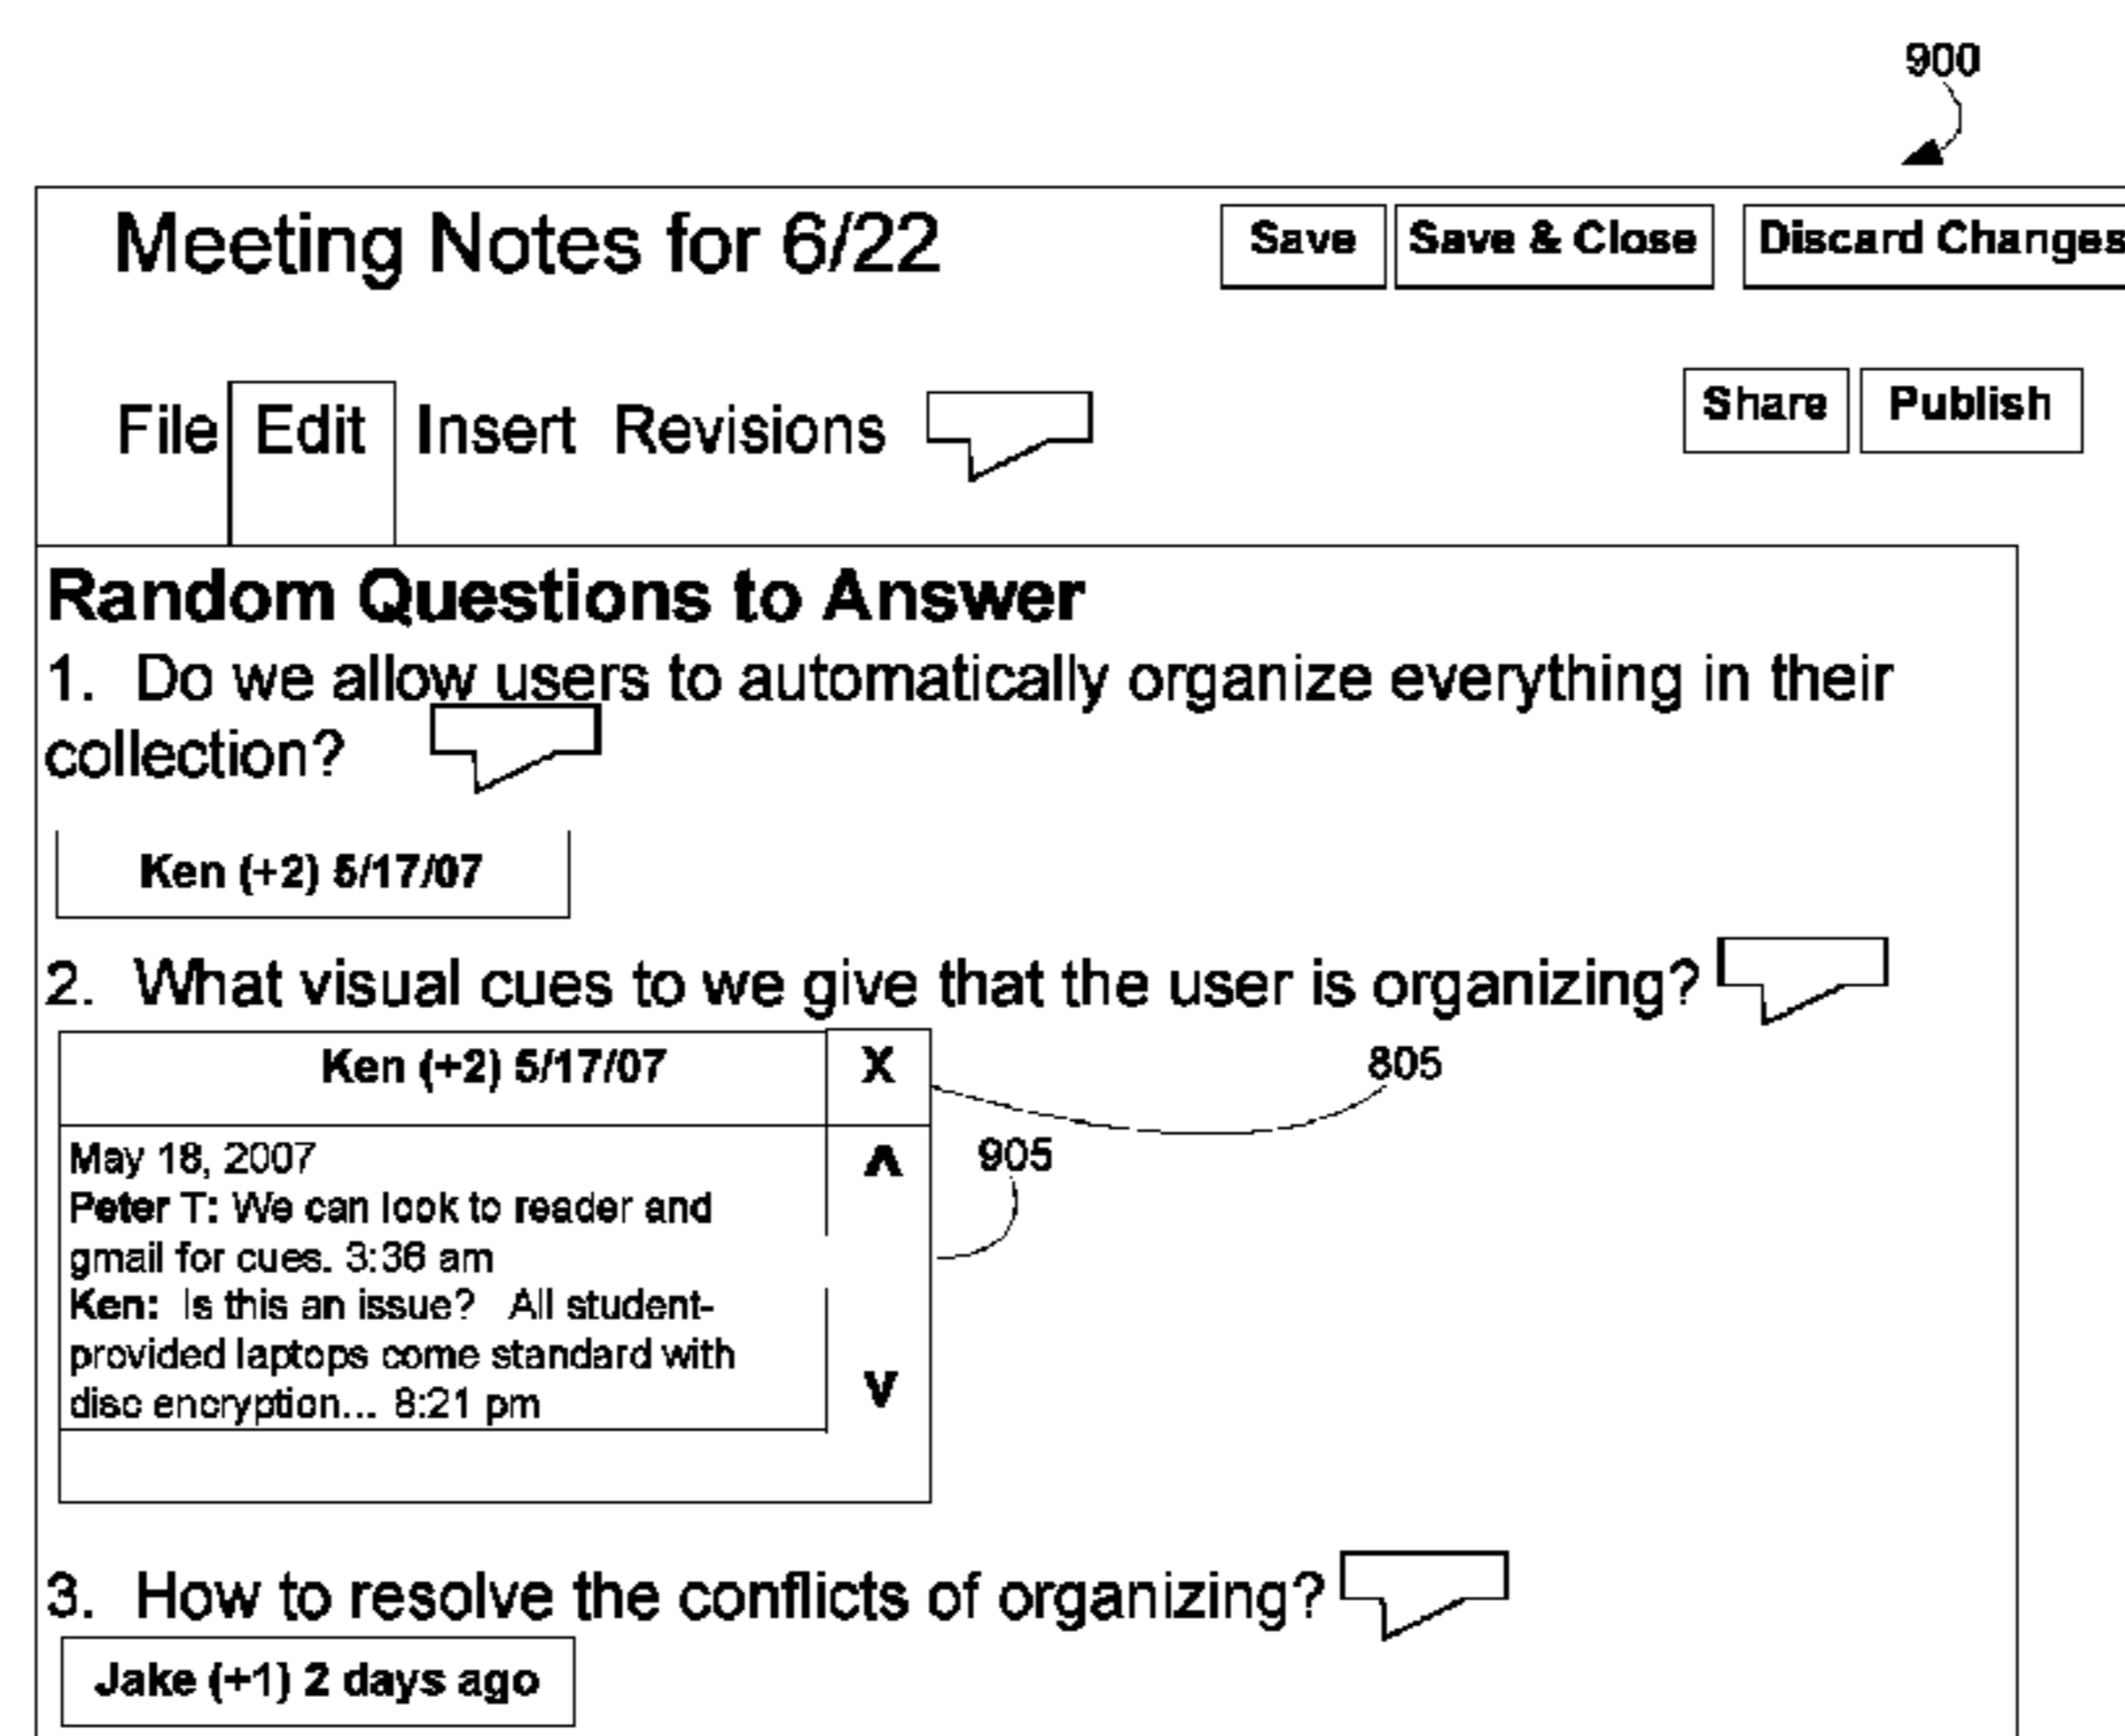 900
Meeting Notes for 6/22 Save Save & Close Discard Changes
File Edit Insert Revisions Share Publish
Random Questions to Answer
1. Do we allow users to automatically organize everything in their
collection?
Ken (+2) 5/17/07
2. What visual cues to we give that the user is organizing?
Ken (+2) 5/17/07 X 805
May 18, 2007 Λ 905
Peter T: We can look to reader and
gmail for cues. 3:36 am
Ken: Is this an issue? All student-
provided laptops come standard with
disc encryption... 8:21 pm V
3. How to resolve the conflicts of organizing?
Jake (+1) 2 days ago